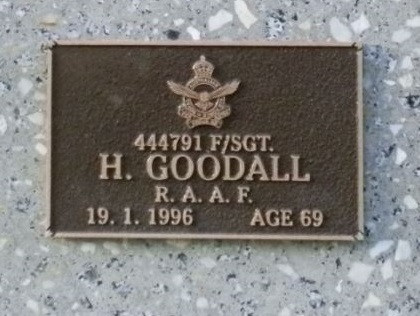 444791 F/SGT.
H. GOODALL
R. A. A. F.
19. 1. 1996 AGE 69